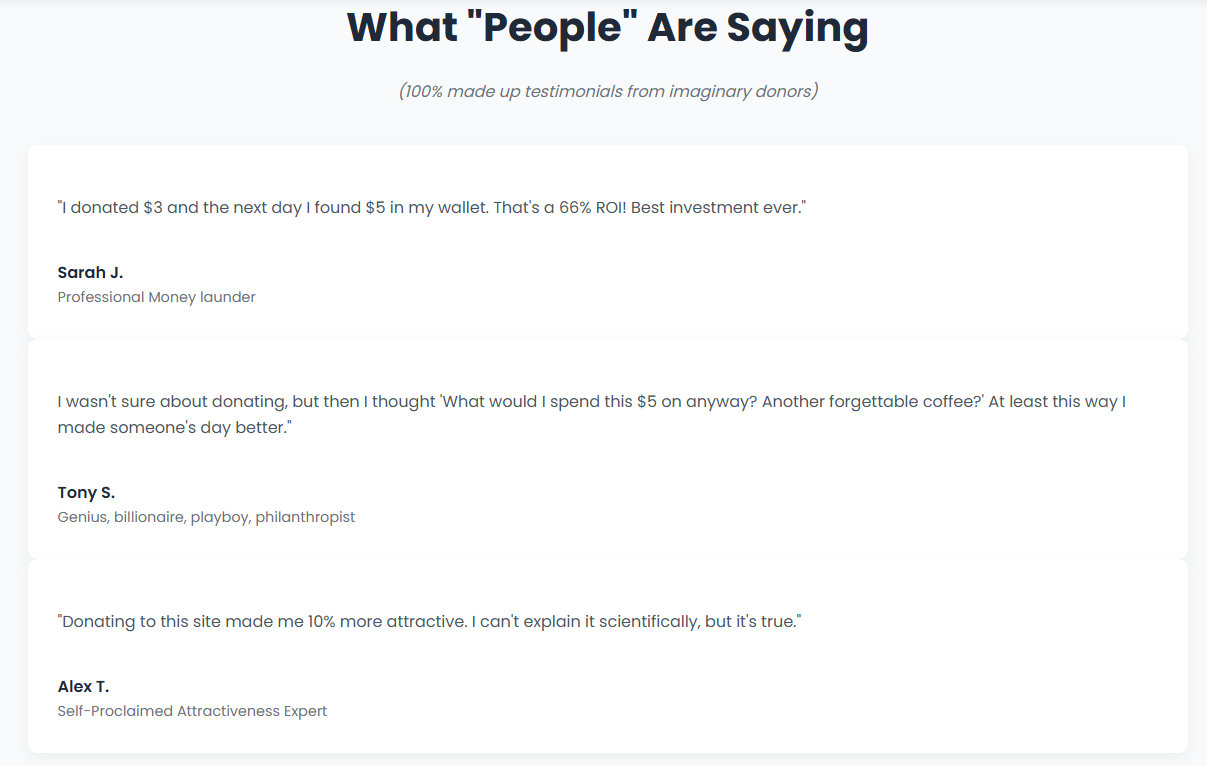 What "People" Are Saying
(100% made up testimonials from imaginary donors)
"I donated $3 and the next day I found $5 in my wallet. That's a 66% ROI! Best investment ever."
Sarah J.
Professional Money launder
I wasn't sure about donating, but then I thought 'What would I spend this $5 on anyway? Another forgettable coffee?' At least this way I
made someone's day better."
Tony S.
Genius, billionaire, playboy, philanthropist
"Donating to this site made me 10% more attractive. I can't explain it scientifically, but it's true."
Alex T.
Self-Proclaimed Attractiveness Expert